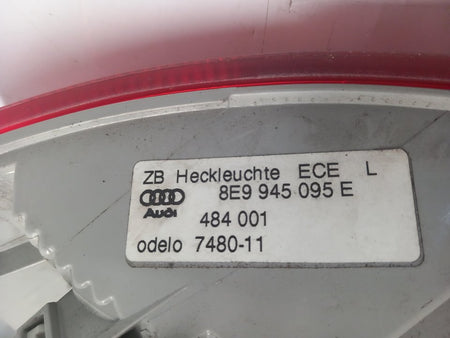 ZB Heckleuchte ECE L
8E9 945 095 E
Audi
484 001
odelo 7480-11